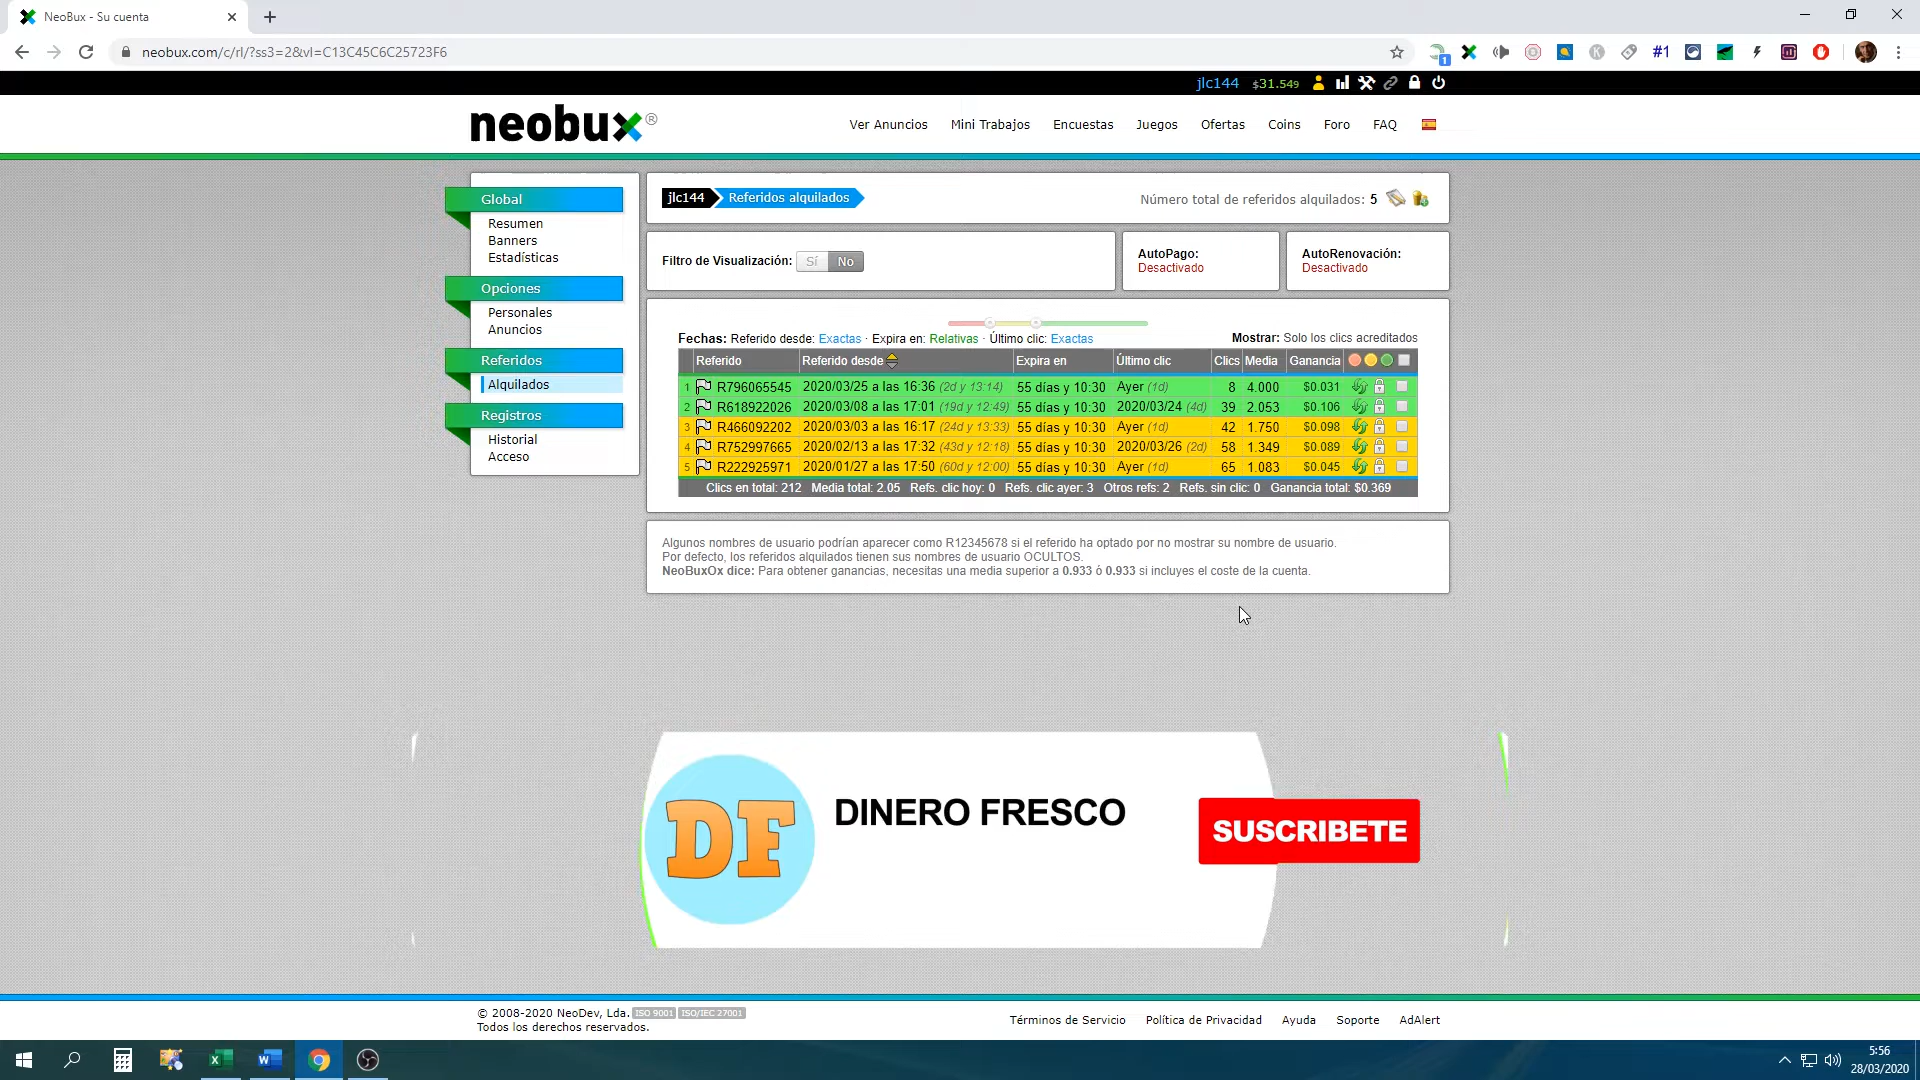 NeoBux - Su cuenta
neobux.com/c/rl/?ss3=2&vl=C13C45C6C25723F6
1
#1
jlc144 $31.549
neobux®
Ver Anuncios Mini Trabajos Encuestas Juegos Ofertas Coins Foro FAQ
Global
Resumen
Banners
Estadísticas
Opciones
Personales
Anuncios
Referidos
Alquilados
Registros
Historial
Acceso
jlc144 Referidos alquilados
Número total de referidos alquilados: 5
Filtro de Visualización: Sí No
AutoPago:
Desactivado
AutoRenovación:
Desactivado
Fechas: Referido desde: Exactas · Expira en: Relativas · Último clic: Exactas
Mostrar: Solo los clics acreditados
Referido Referido desde Expira en Último clic Clics Media Ganancia
1 R796065545 2020/03/25 a las 16:36 (2d y 13:14) 55 días y 10:30 Ayer (1d) 8 4.000 $0.031
2 R618922026 2020/03/08 a las 17:01 (19d y 12:49) 55 días y 10:30 2020/03/24 (4d) 39 2.053 $0.106
3 R466092202 2020/03/03 a las 16:17 (24d y 13:33) 55 días y 10:30 Ayer (1d) 42 1.750 $0.098
4 R752997665 2020/02/13 a las 17:32 (43d y 12:18) 55 días y 10:30 2020/03/26 (2d) 58 1.349 $0.089
5 R222925971 2020/01/27 a las 17:50 (60d y 12:00) 55 días y 10:30 Ayer (1d) 65 1.083 $0.045
Clics en total: 212 Media total: 2.05 Refs. clic hoy: 0 Refs. clic ayer: 3 Otros refs: 2 Refs. sin clic: 0 Ganancia total: $0.369
Algunos nombres de usuario podrían aparecer como R12345678 si el referido ha optado por no mostrar su nombre de usuario.
Por defecto, los referidos alquilados tienen sus nombres de usuario OCULTOS.
NeoBuxOx dice: Para obtener ganancias, necesitas una media superior a 0.933 ó 0.933 si incluyes el coste de la cuenta.
DF
DINERO FRESCO
SUSCRIBETE
© 2008-2020 NeoDev, Lda. ISO 9001 ISO/IEC 27001
Todos los derechos reservados.
Términos de Servicio Política de Privacidad Ayuda Soporte AdAlert
5:56
28/03/2020